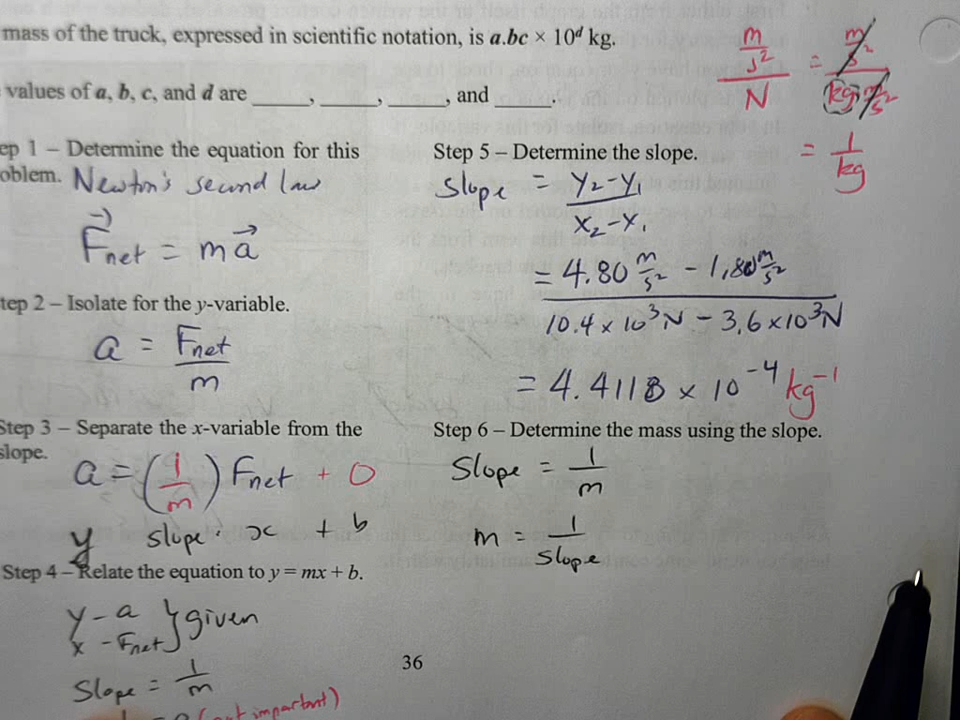 mass of the truck, expressed in scientific notation, is a.bc × 10^d kg.
values of a, b, c, and d are _____, _____, _____, and _____.
m/s² / N = m/s² / kg·m/s²
= 1/kg
ep 1 – Determine the equation for this
oblem. Newton's second law
F⃗net = ma⃗
tep 2 – Isolate for the y-variable.
a = Fnet/m
Step 3 – Separate the x-variable from the
slope.
a = (1/m) Fnet + 0
y slope · x + b
Step 4 – Relate the equation to y = mx + b.
y – a } given
x – Fnet
Slope = 1/m
important)
Step 5 – Determine the slope.
Slope = y₂-y₁ / x₂-x₁
= 4.80 m/s² - 1.80 m/s²
10.4 × 10³N - 3.6 × 10³N
= 4.4118 × 10⁻⁴ kg⁻¹
Step 6 – Determine the mass using the slope.
Slope = 1/m
m = 1/Slope
36